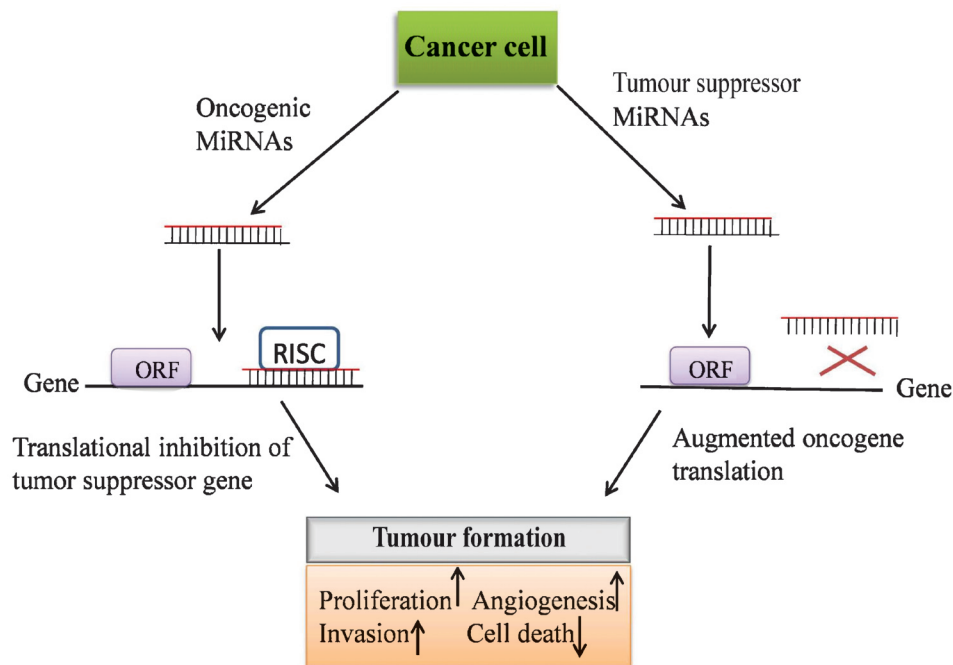 Cancer cell
Oncogenic
MiRNAs
Tumour suppressor
MiRNAs
Gene
ORF
RISC
ORF
Gene
Translational inhibition of
tumor suppressor gene
Augmented oncogene
translation
Tumour formation
Proliferation↑ Angiogenesis↑
Invasion↑ Cell death↓